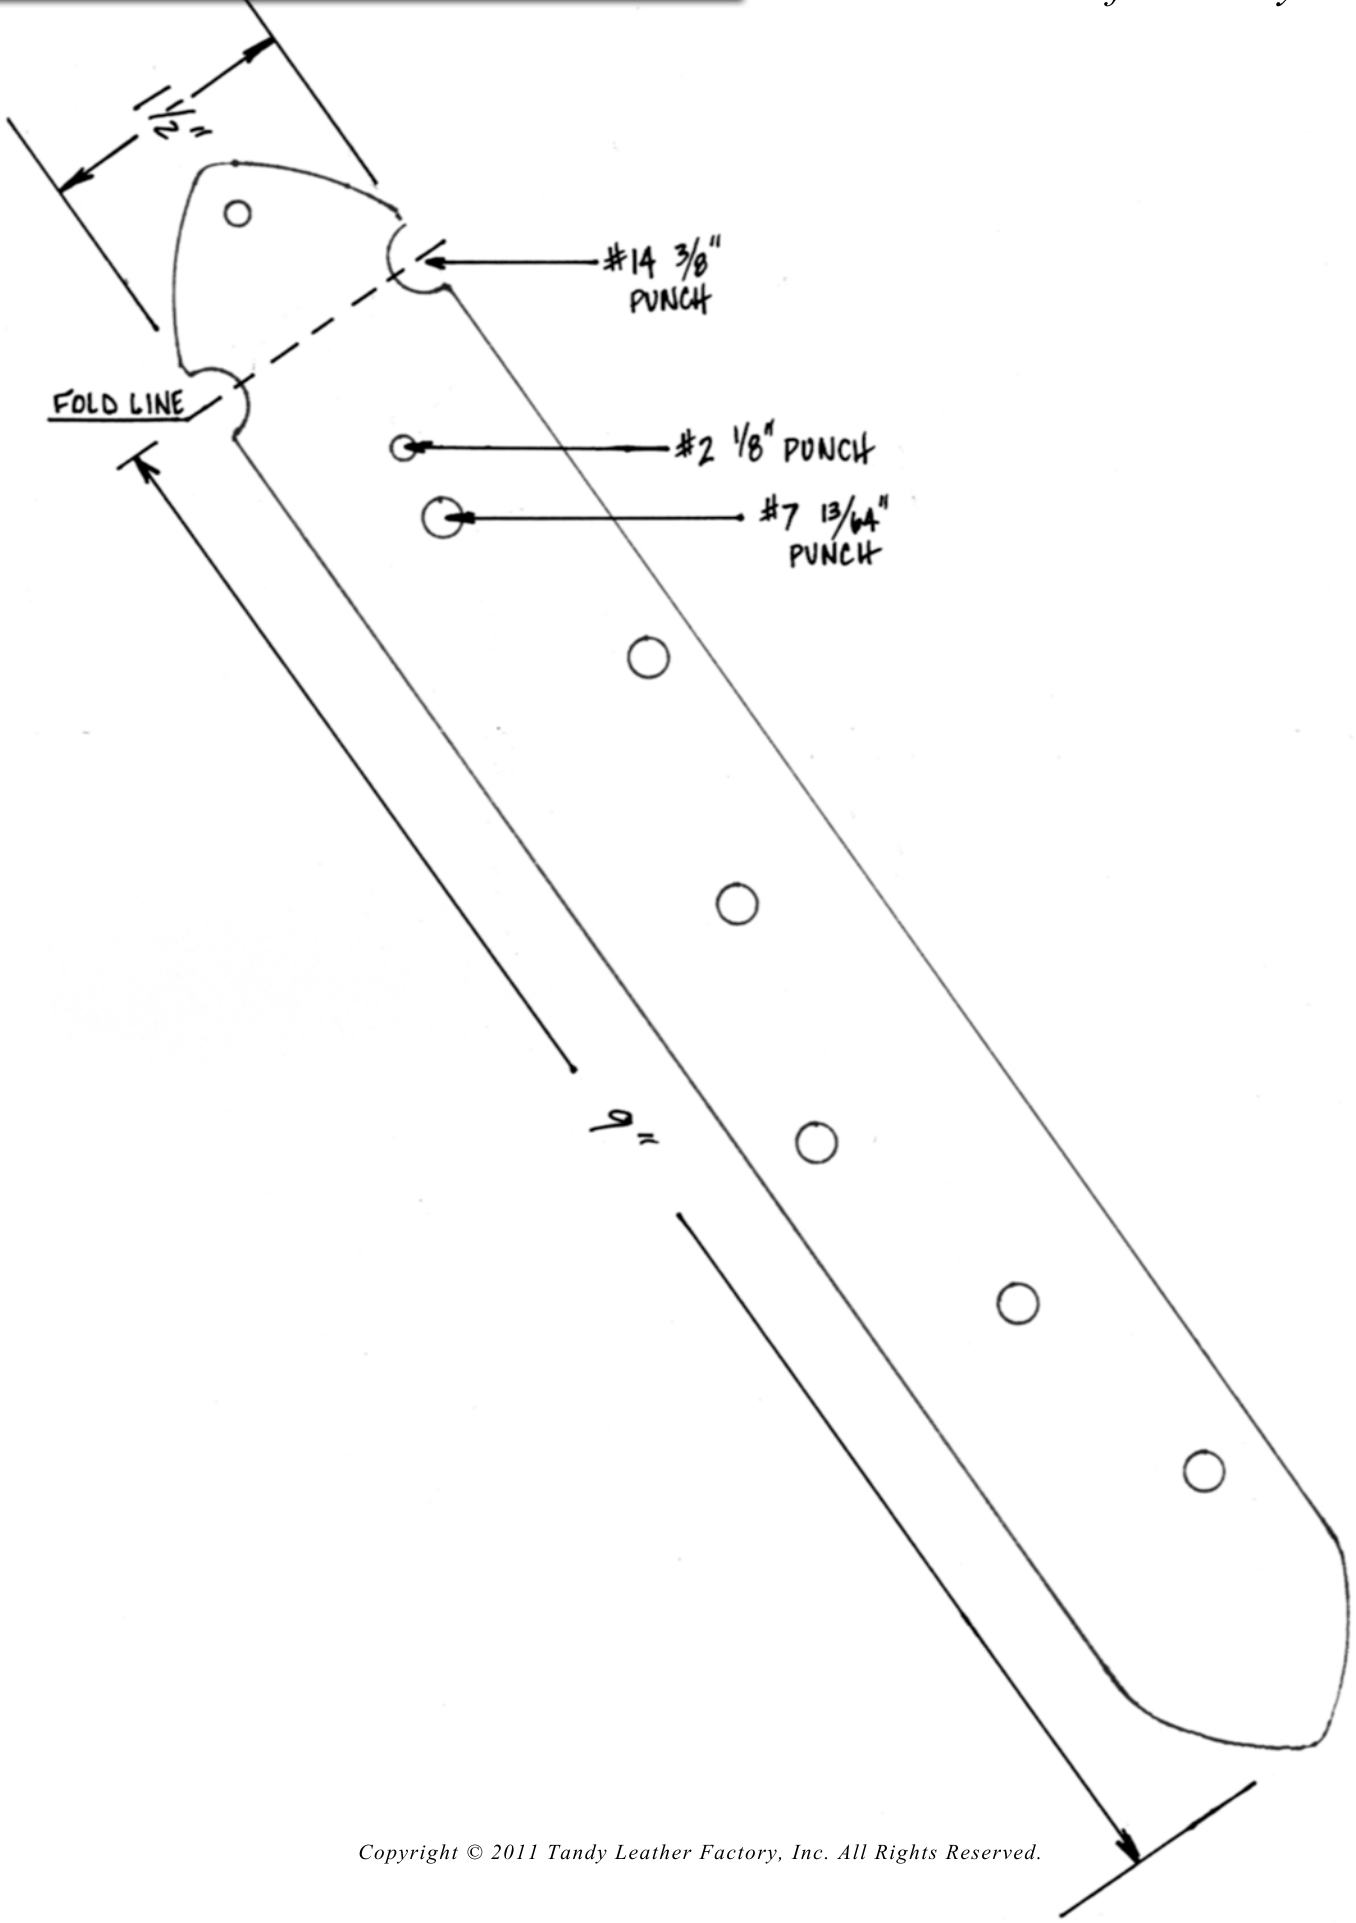 1 1/2"
#14 3/8"
PUNCH
FOLD LINE
#2 1/8" PUNCH
#7 13/64"
PUNCH
9"
Copyright © 2011 Tandy Leather Factory, Inc. All Rights Reserved.